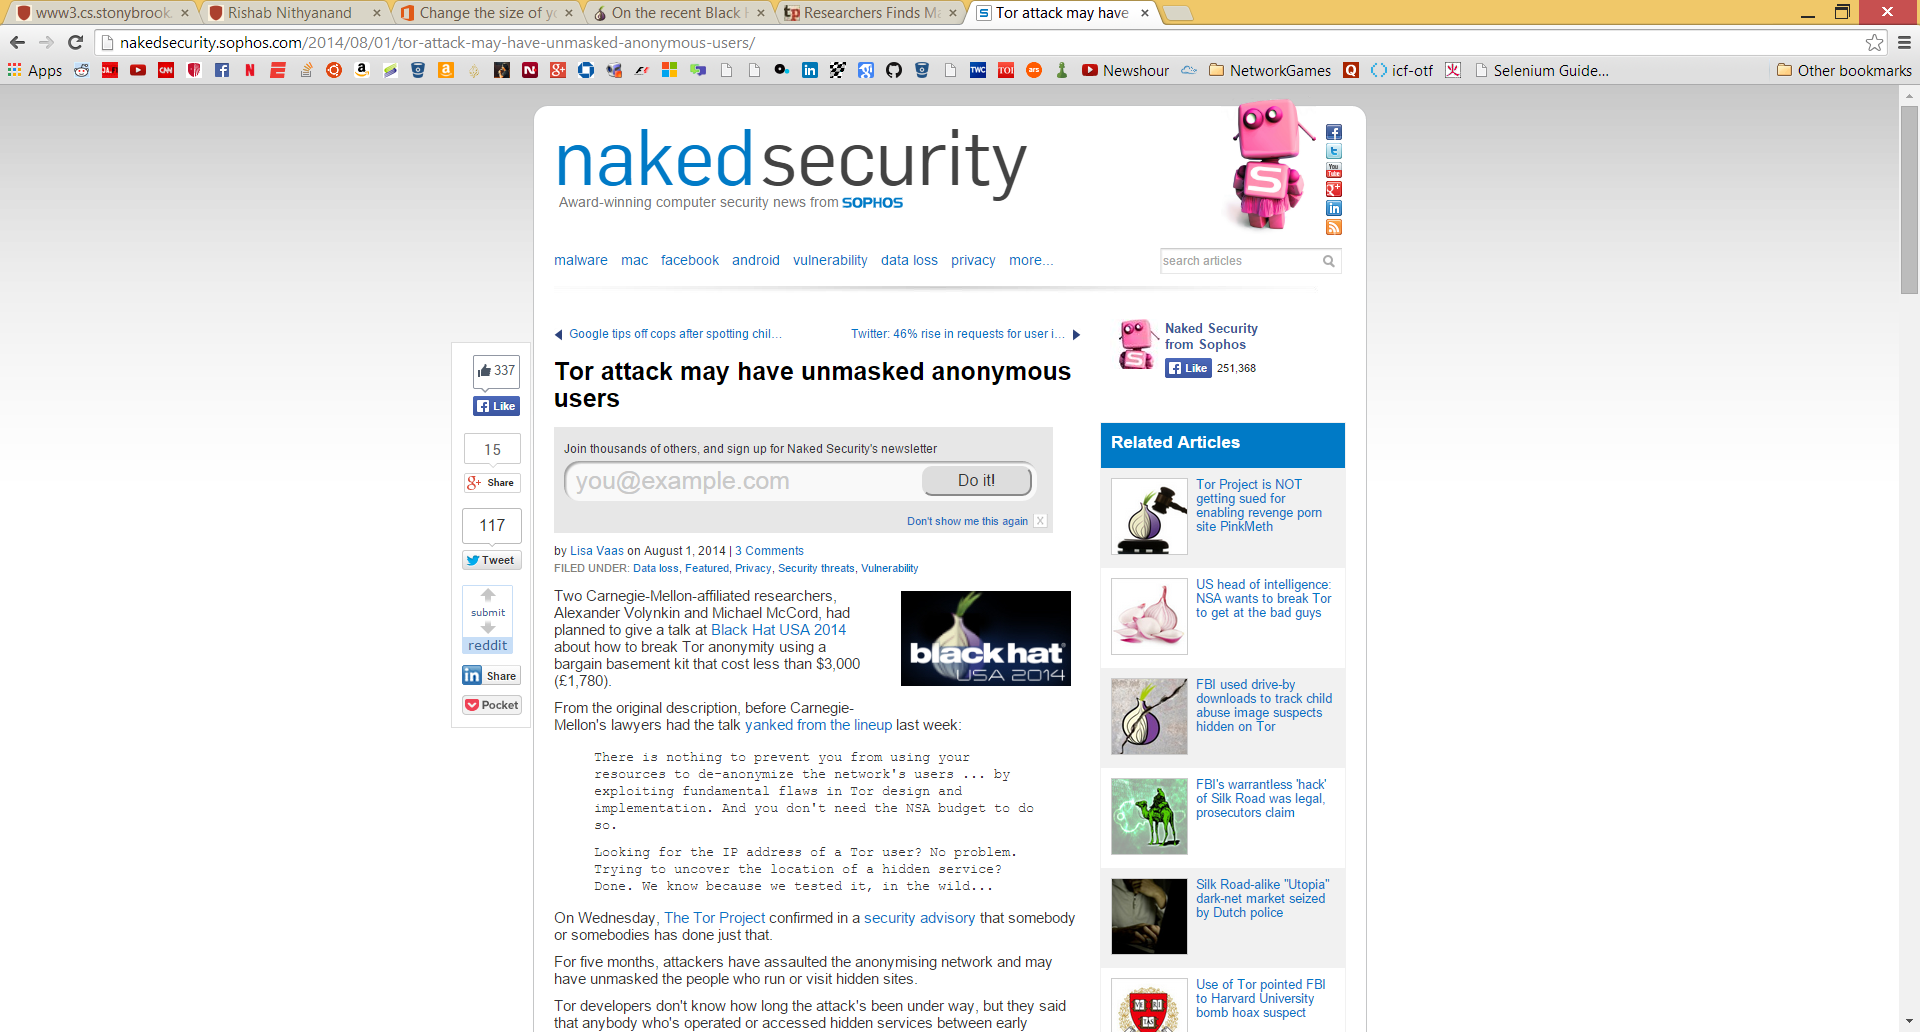 www3.cs.stonybrook.
Rishab Nithyanand
Change the size of yo
On the recent Black H
tp Researchers Finds Ma
S Tor attack may have
nakedsecurity.sophos.com/2014/08/01/tor-attack-may-have-unmasked-anonymous-users/
Apps
Newshour
NetworkGames
icf-otf
Selenium Guide...
Other bookmarks
nakedsecurity
Award-winning computer security news from SOPHOS
malware mac facebook android vulnerability data loss privacy more...
search articles
Google tips off cops after spotting chil...
Twitter: 46% rise in requests for user i...
Naked Security
from Sophos
Like 251,368
Tor attack may have unmasked anonymous
users
337
Like
15
g+ Share
117
Tweet
submit
reddit
in Share
Pocket
Join thousands of others, and sign up for Naked Security's newsletter
you@example.com
Do it!
Don't show me this again X
by Lisa Vaas on August 1, 2014 | 3 Comments
FILED UNDER: Data loss, Featured, Privacy, Security threats, Vulnerability
Two Carnegie-Mellon-affiliated researchers,
Alexander Volynkin and Michael McCord, had
planned to give a talk at Black Hat USA 2014
about how to break Tor anonymity using a
bargain basement kit that cost less than $3,000
(£1,780).
black hat
USA 2014
From the original description, before Carnegie-
Mellon's lawyers had the talk yanked from the lineup last week:
There is nothing to prevent you from using your
resources to de-anonymize the network's users ... by
exploiting fundamental flaws in Tor design and
implementation. And you don't need the NSA budget to do
so.
Looking for the IP address of a Tor user? No problem.
Trying to uncover the location of a hidden service?
Done. We know because we tested it, in the wild...
On Wednesday, The Tor Project confirmed in a security advisory that somebody
or somebodies has done just that.
For five months, attackers have assaulted the anonymising network and may
have unmasked the people who run or visit hidden sites.
Tor developers don't know how long the attack's been under way, but they said
that anybody who's operated or accessed hidden services between early
Related Articles
Tor Project is NOT
getting sued for
enabling revenge porn
site PinkMeth
US head of intelligence:
NSA wants to break Tor
to get at the bad guys
FBI used drive-by
downloads to track child
abuse image suspects
hidden on Tor
FBI's warrantless 'hack'
of Silk Road was legal,
prosecutors claim
Silk Road-alike "Utopia"
dark-net market seized
by Dutch police
Use of Tor pointed FBI
to Harvard University
bomb hoax suspect